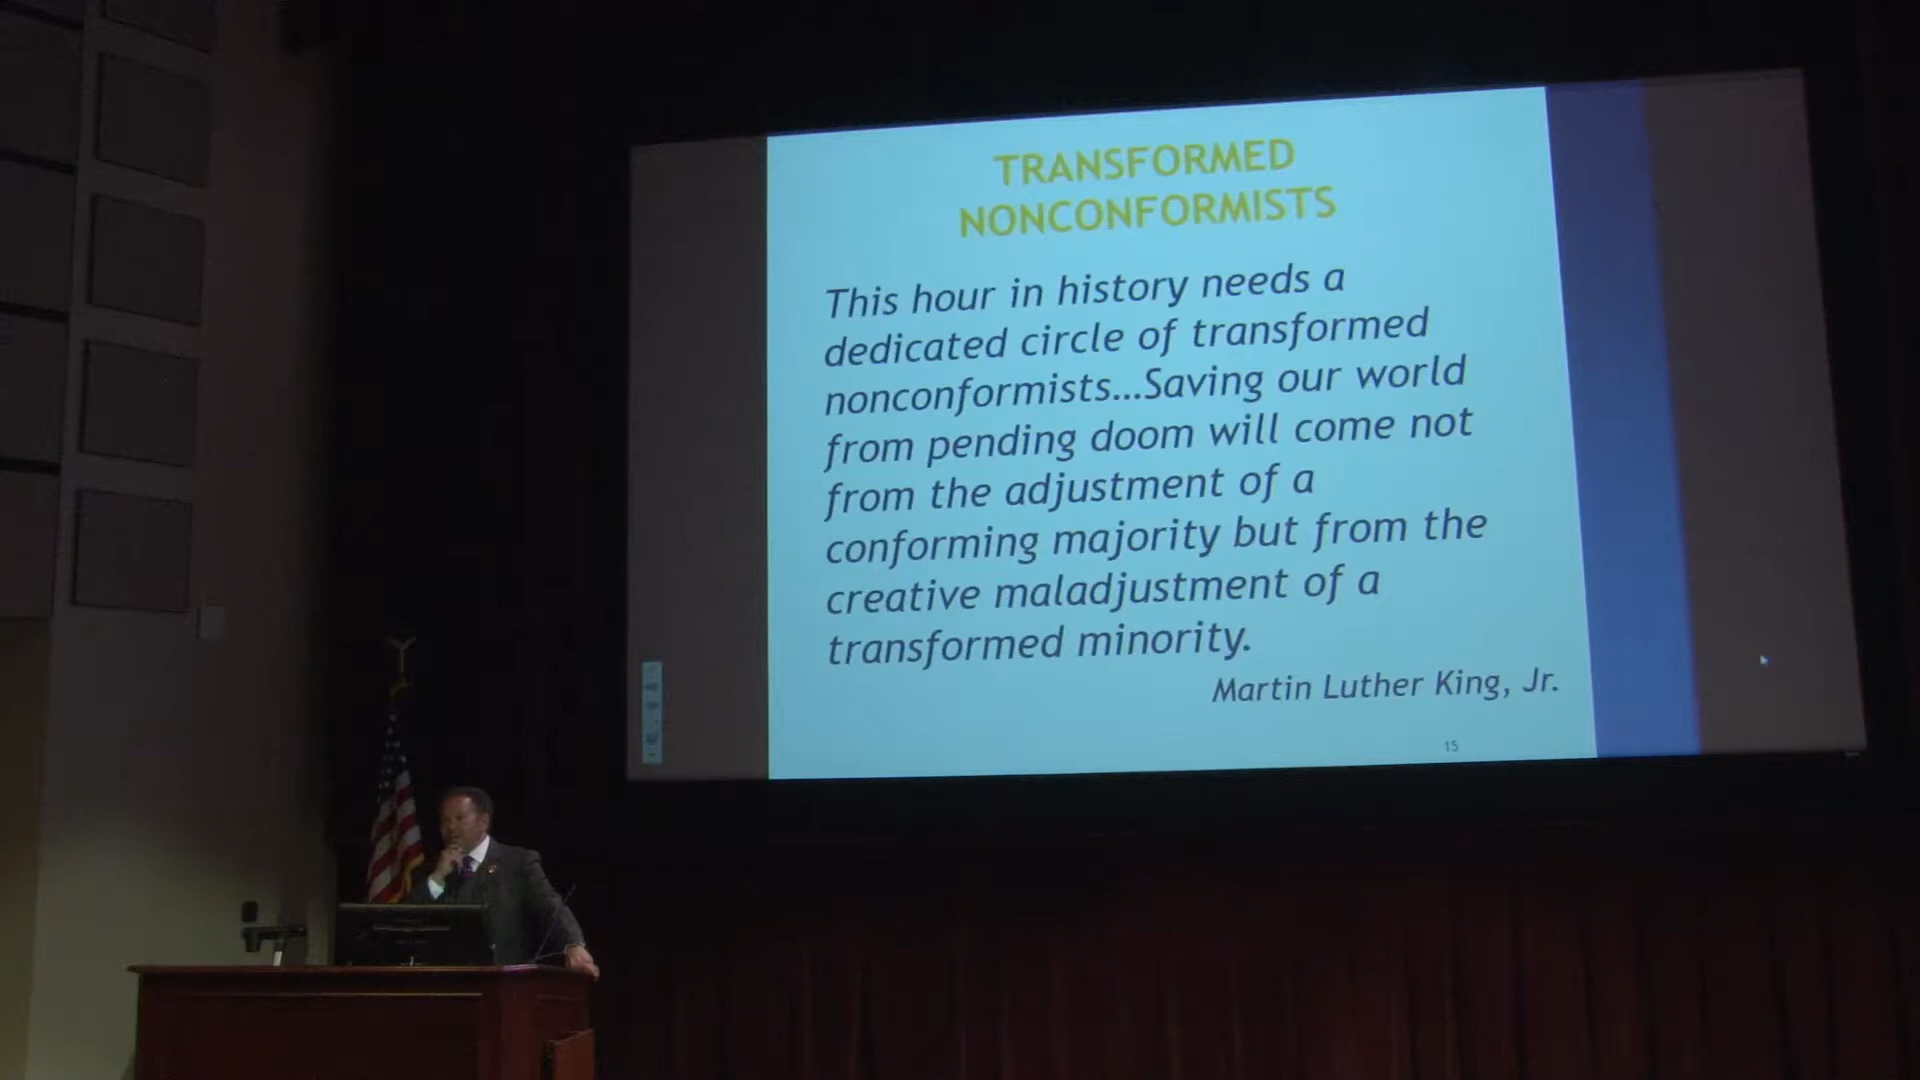 TRANSFORMED
NONCONFORMISTS
This hour in history needs a
dedicated circle of transformed
nonconformists...Saving our world
from pending doom will come not
from the adjustment of a
conforming majority but from the
creative maladjustment of a
transformed minority.
Martin Luther King, Jr.
15